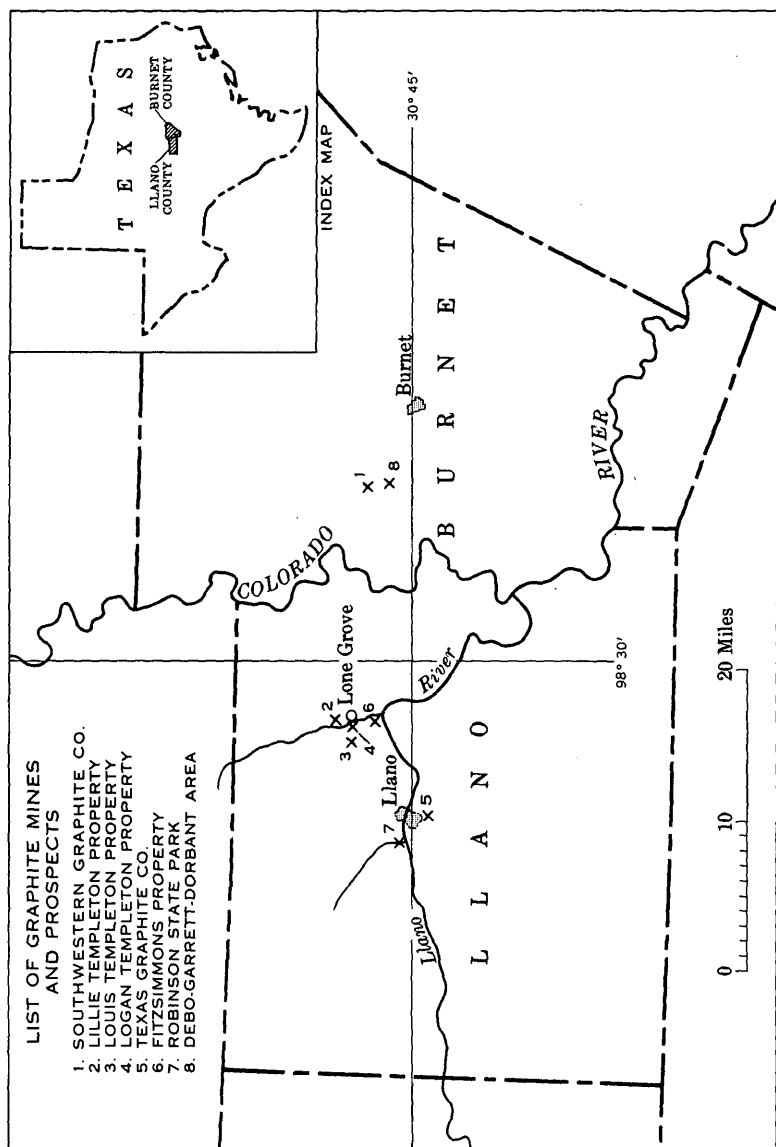 LIST OF GRAPHITE MINES
AND PROSPECTS
1. SOUTHWESTERN GRAPHITE CO.
2. LILLIE TEMPLETON PROPERTY
3. LOUIS TEMPLETON PROPERTY
4. LOGAN TEMPLETON PROPERTY
5. TEXAS GRAPHITE CO.
6. FITZSIMMONS PROPERTY
7. ROBINSON STATE PARK
8. DEBO-GARRETT-DORBANT AREA
TEXAS
LLANO
COUNTY
BURNET
COUNTY
INDEX MAP
COLORADO
2
Lone Grove
3
4
6
1
8
Burnet
30° 45'
7
Llano
5
River
Llano
BURNET
LLANO
RIVER
98° 30'
0
10
20 Miles